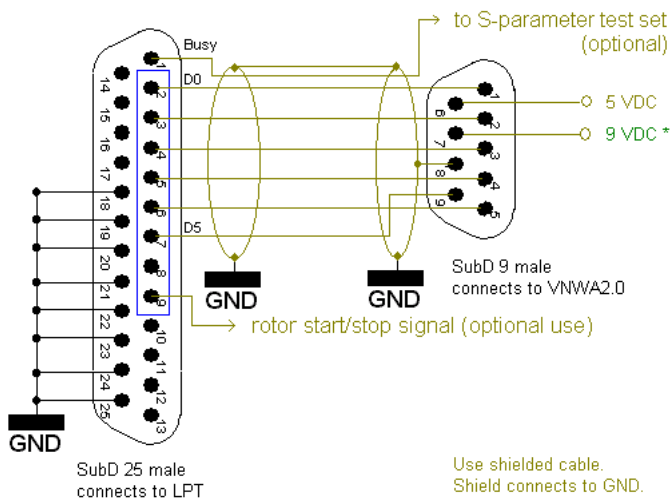 to S-parameter test set
(optional)
Busy
1
14
D0
2
15
3
16
4
17
5
18
6
19
D5
7
20
8
21
9
22
10
23
11
24
12
25
13
1
6
2
7
3
8
4
9
5
5 VDC
9 VDC *
GND
GND
SubD 9 male
connects to VNWA2.0
rotor start/stop signal (optional use)
GND
SubD 25 male
connects to LPT
Use shielded cable.
Shield connects to GND.